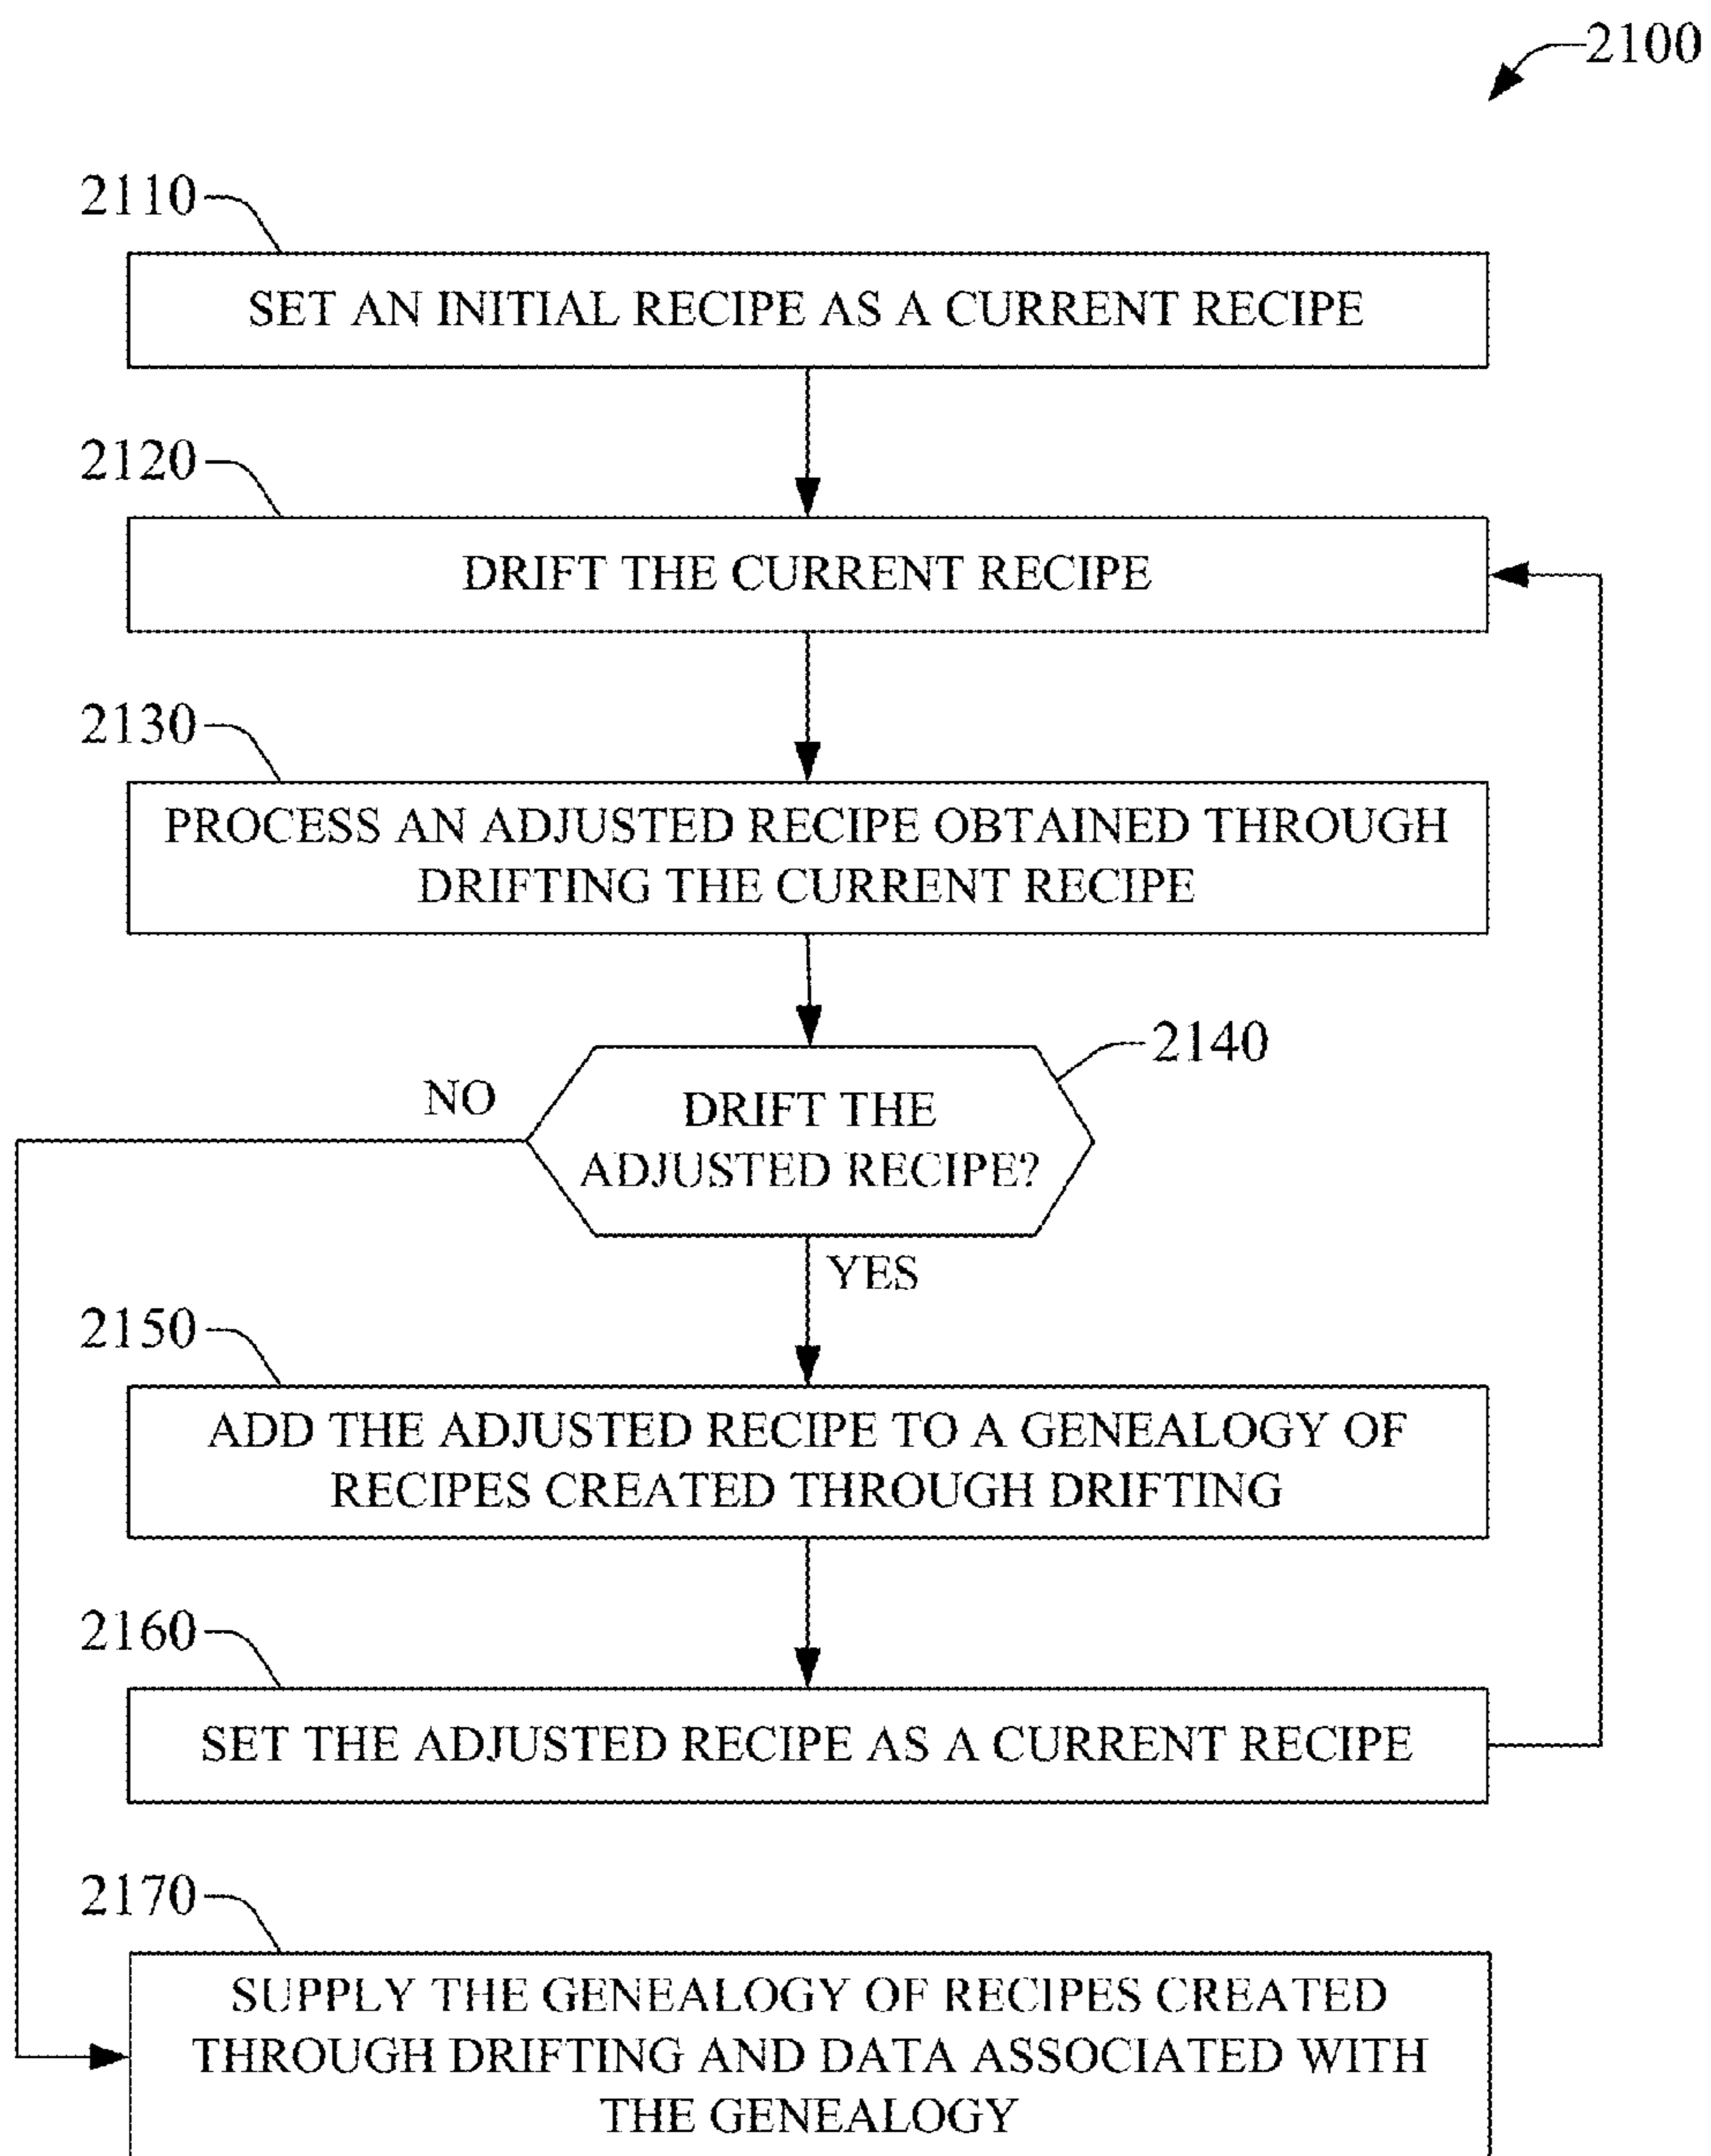 2100
2110
SET AN INITIAL RECIPE AS A CURRENT RECIPE
2120
DRIFT THE CURRENT RECIPE
2130
PROCESS AN ADJUSTED RECIPE OBTAINED THROUGH
DRIFTING THE CURRENT RECIPE
2140
NO
DRIFT THE
ADJUSTED RECIPE?
YES
2150
ADD THE ADJUSTED RECIPE TO A GENEALOGY OF
RECIPES CREATED THROUGH DRIFTING
2160
SET THE ADJUSTED RECIPE AS A CURRENT RECIPE
2170
SUPPLY THE GENEALOGY OF RECIPES CREATED
THROUGH DRIFTING AND DATA ASSOCIATED WITH
THE GENEALOGY